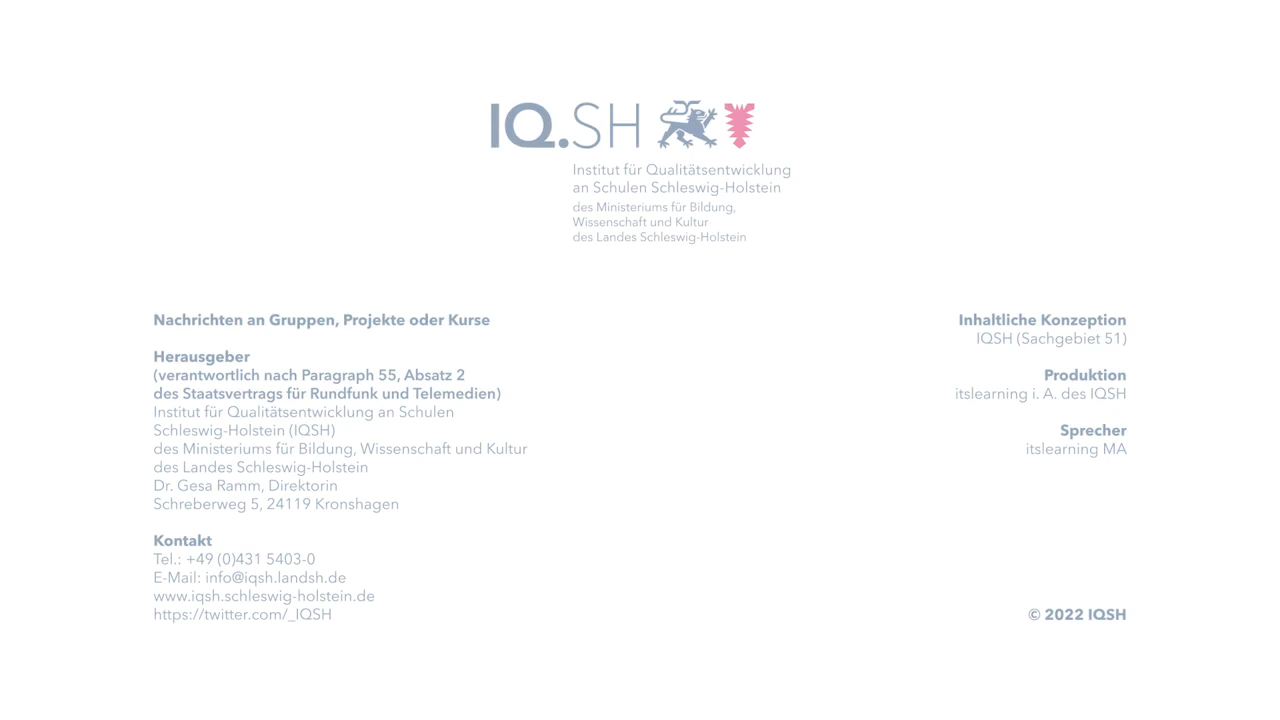 IQ.SH
Institut für Qualitätsentwicklung
an Schulen Schleswig-Holstein
des Ministeriums für Bildung,
Wissenschaft und Kultur
des Landes Schleswig-Holstein
Nachrichten an Gruppen, Projekte oder Kurse
Herausgeber
(verantwortlich nach Paragraph 55, Absatz 2
des Staatsvertrags für Rundfunk und Telemedien)
Institut für Qualitätsentwicklung an Schulen
Schleswig-Holstein (IQSH)
des Ministeriums für Bildung, Wissenschaft und Kultur
des Landes Schleswig-Holstein
Dr. Gesa Ramm, Direktorin
Schreberweg 5, 24119 Kronshagen
Kontakt
Tel.: +49 (0)431 5403-0
E-Mail: info@iqsh.landsh.de
www.iqsh.schleswig-holstein.de
https://twitter.com/_IQSH
Inhaltliche Konzeption
IQSH (Sachgebiet 51)
Produktion
itslearning i. A. des IQSH
Sprecher
itslearning MA
© 2022 IQSH